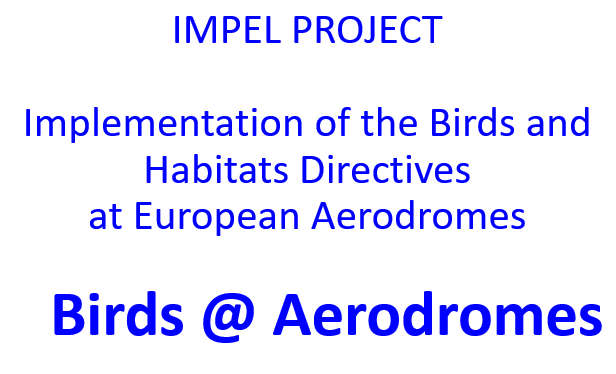 IMPEL PROJECT
Implementation of the Birds and
Habitats Directives
at European Aerodromes
Birds @ Aerodromes